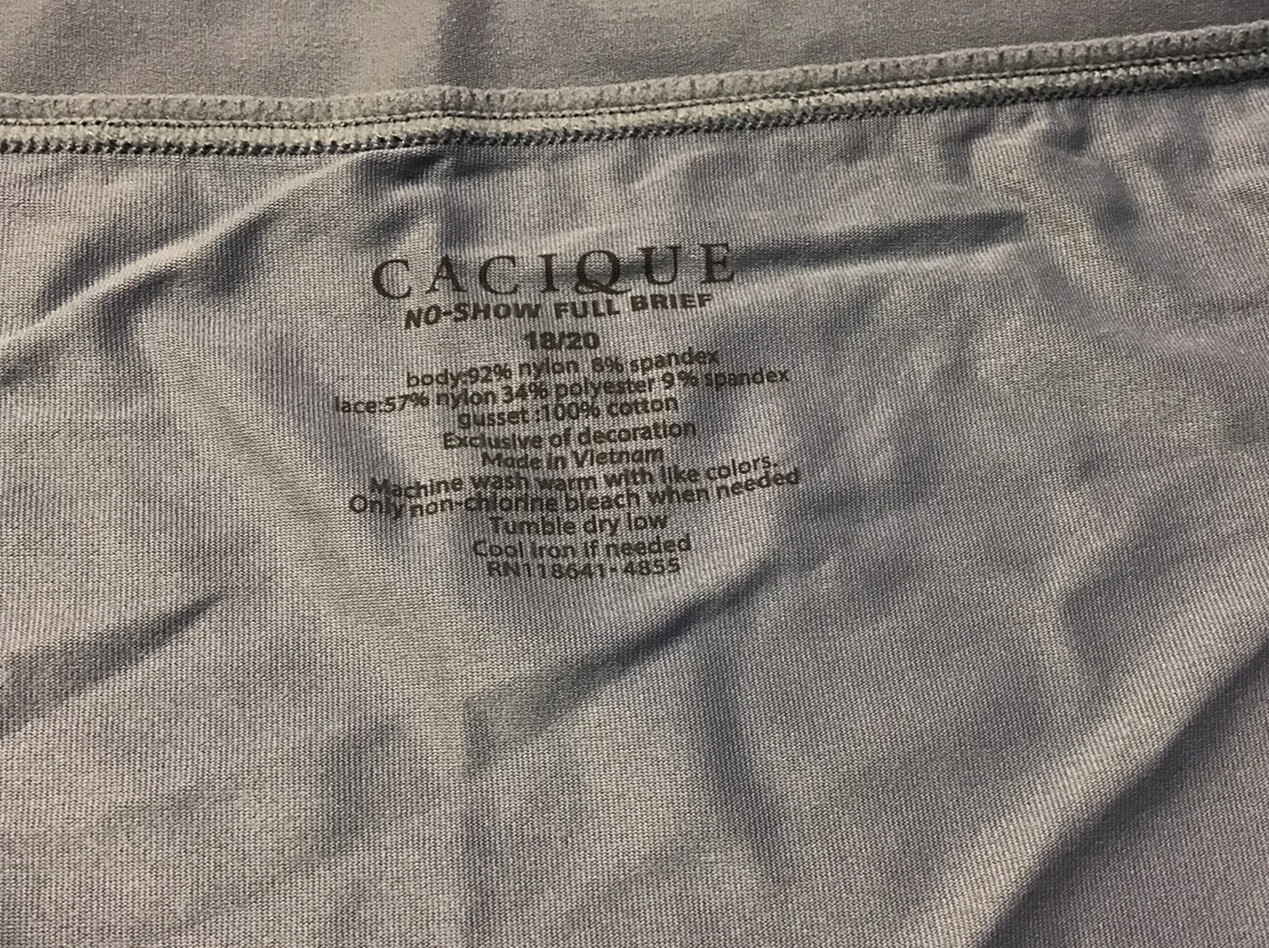 CACIQUE
NO-SHOW FULL BRIEF
18/20
body:92% nylon 8% spandex
lace:57% nylon 34% polyester 9% spandex
gusset:100% cotton
Exclusive of decoration
Made in Vietnam
Machine wash warm with like colors.
Only non-chlorine bleach when needed
Tumble dry low
Cool iron if needed
RN118641-4855